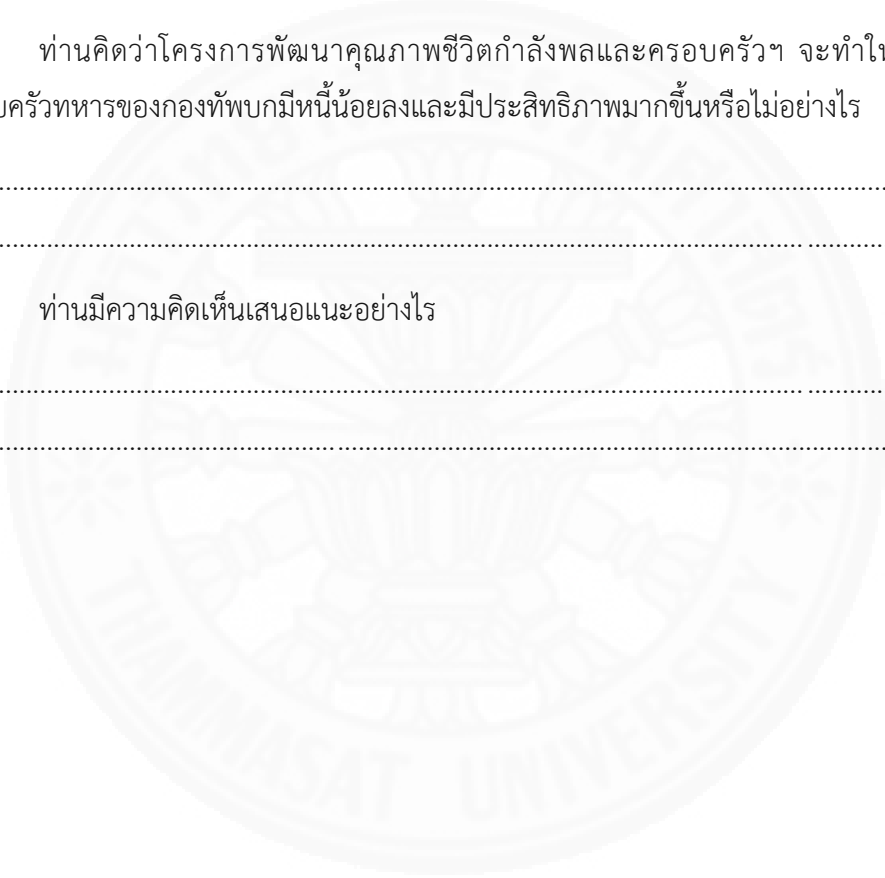 ท่านคิดว่าโครงการพัฒนาคุณภาพชีวิตกำลังพลและครอบครัวฯ จะทำให
บครัวทหารของกองทัพบกมีหนี้น้อยลงและมีประสิทธิภาพมากขึ้นหรือไม่อย่างไร
ท่านมีความคิดเห็นเสนอแนะอย่างไร
THAMMASAT UNIVERSITY